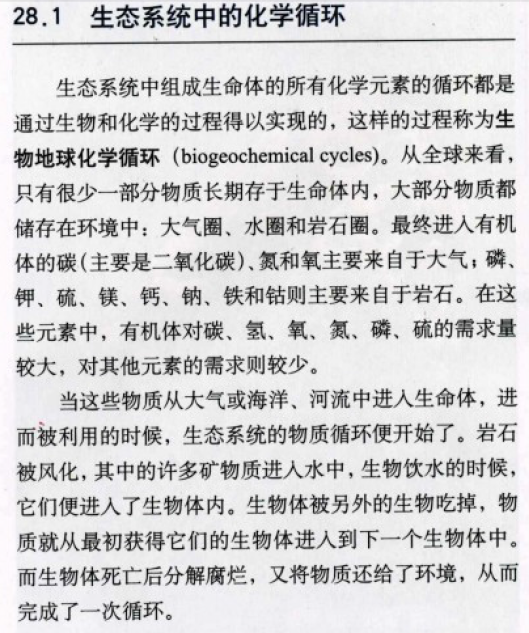 28.1 生态系统中的化学循环
生态系统中组成生命体的所有化学元素的循环都是
通过生物和化学的过程得以实现的，这样的过程称为生
物地球化学循环（biogeochemical cycles)。从全球来看，
只有很少一部分物质长期存于生命体内，大部分物质都
储存在环境中：大气圈、水圈和岩石圈。最终进入有机
体的碳(主要是二氧化碳)、氮和氧主要来自于大气；磷、
钾、硫、镁、钙、钠、铁和钴则主要来自于岩石。在这
些元素中，有机体对碳、氢、氧、氮、磷、硫的需求量
较大，对其他元素的需求则较少。
当这些物质从大气或海洋、河流中进入生命体，进
而被利用的时候，生态系统的物质循环便开始了。岩石
被风化，其中的许多矿物质进入水中，生物饮水的时候，
它们便进入了生物体内。生物体被另外的生物吃掉，物
质就从最初获得它们的生物体进入到下一个生物体中。
而生物体死亡后分解腐烂，又将物质还给了环境，从而
完成了一次循环。